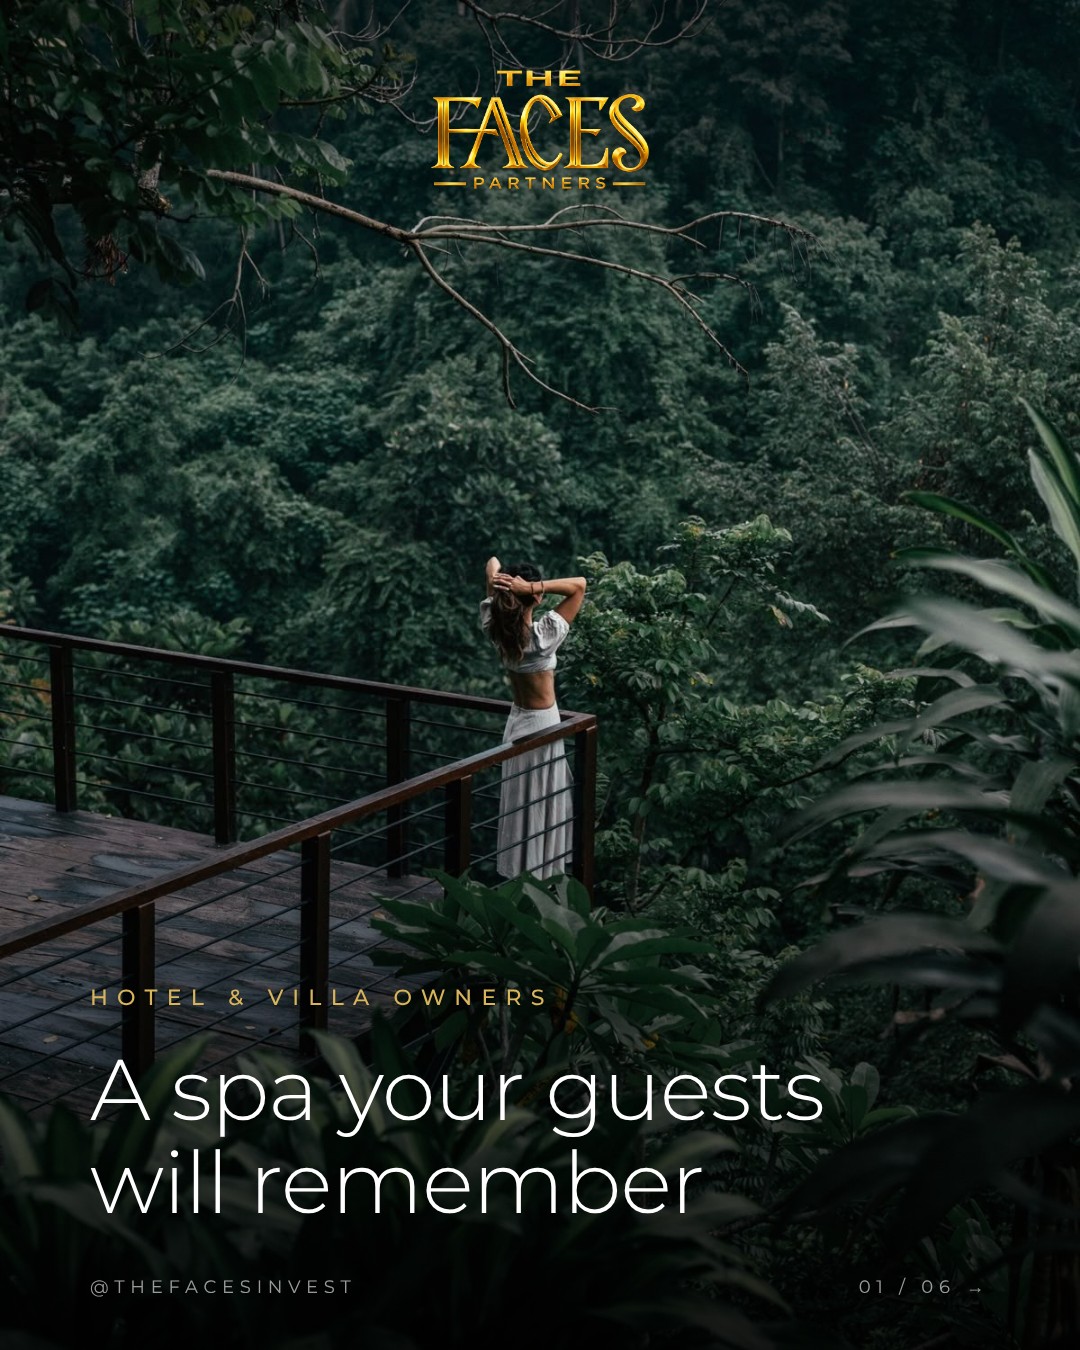 THE
FACES
PARTNERS
HOTEL & VILLA OWNERS
A spa your guests
will remember
@THEFACESINVEST
01 / 06 →